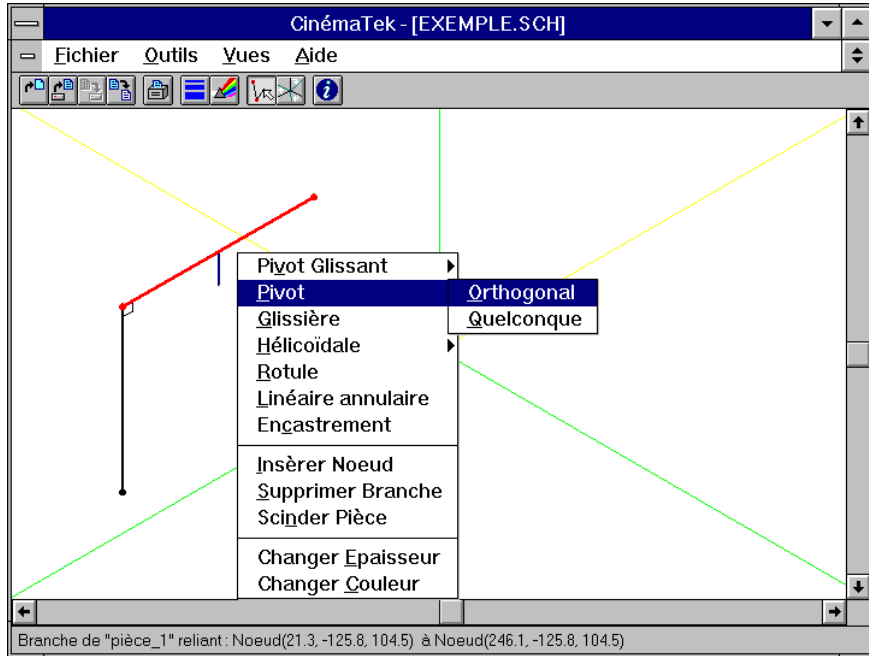 CinémaTek - [EXEMPLE.SCH]
Fichier Outils Vues Aide
Pivot Glissant
Pivot
Orthogonal
Glissière
Quelconque
Hélicoïdale
Rotule
Linéaire annulaire
Encastrement
Insèrer Noeud
Supprimer Branche
Scinder Pièce
Changer Epaisseur
Changer Couleur
Branche de "pièce_1" reliant : Noeud(21.3, -125.8, 104.5) à Noeud(246.1, -125.8, 104.5)